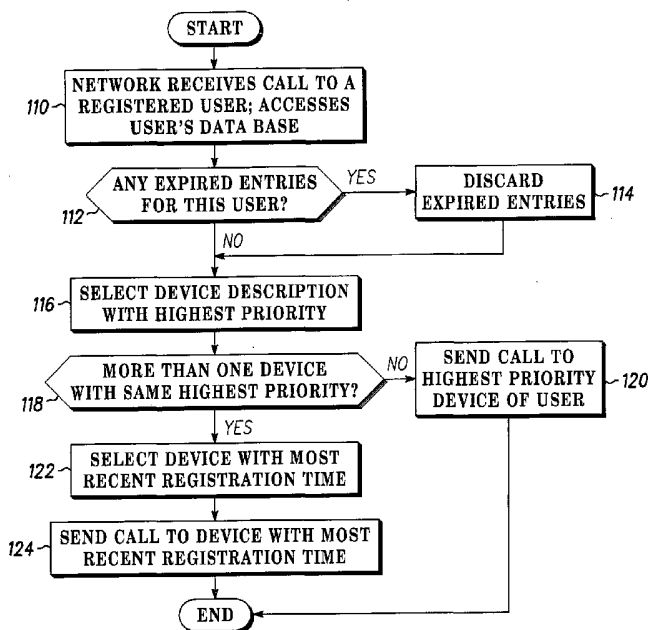 START
110
NETWORK RECEIVES CALL TO A
REGISTERED USER; ACCESSES
USER'S DATA BASE
ANY EXPIRED ENTRIES
FOR THIS USER?
112
YES
DISCARD
EXPIRED ENTRIES
114
NO
116
SELECT DEVICE DESCRIPTION
WITH HIGHEST PRIORITY
MORE THAN ONE DEVICE
WITH SAME HIGHEST PRIORITY?
118
NO
SEND CALL TO
HIGHEST PRIORITY
DEVICE OF USER
120
YES
122
SELECT DEVICE WITH MOST
RECENT REGISTRATION TIME
124
SEND CALL TO DEVICE WITH MOST
RECENT REGISTRATION TIME
END